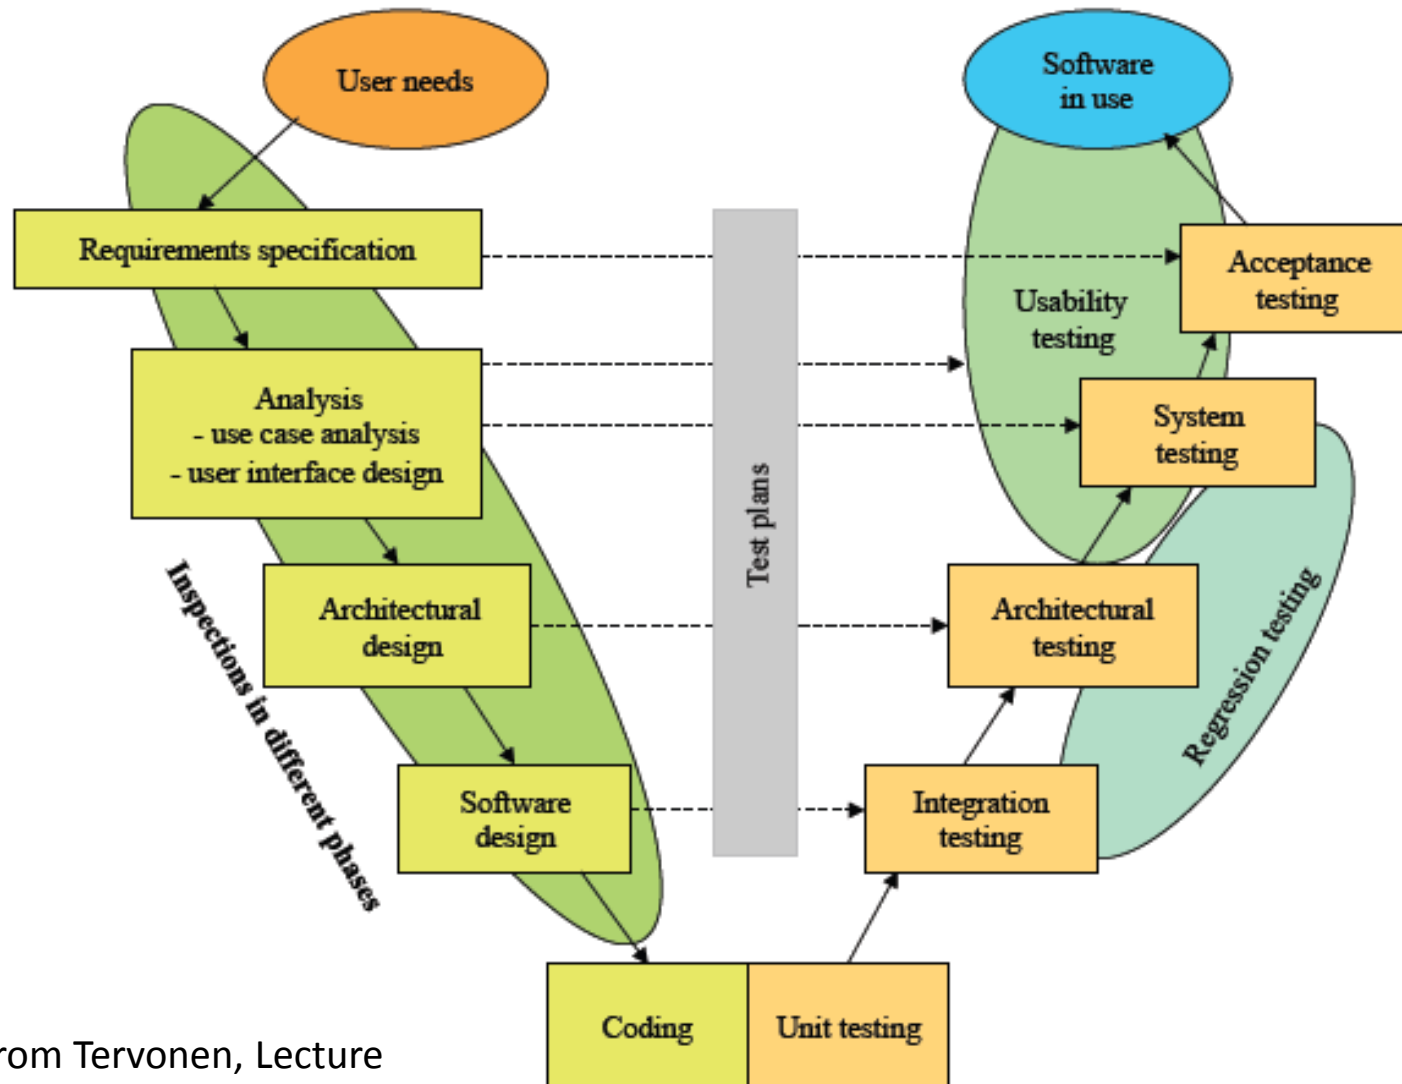 User needs
Software
in use
Requirements specification
Acceptance
testing
Usability
testing
Analysis
- use case analysis
- user interface design
System
testing
Test plans
Inspections in different phases
Architectural
design
Architectural
testing
Regression testing
Software
design
Integration
testing
Coding
Unit testing
rom Tervonen, Lecture